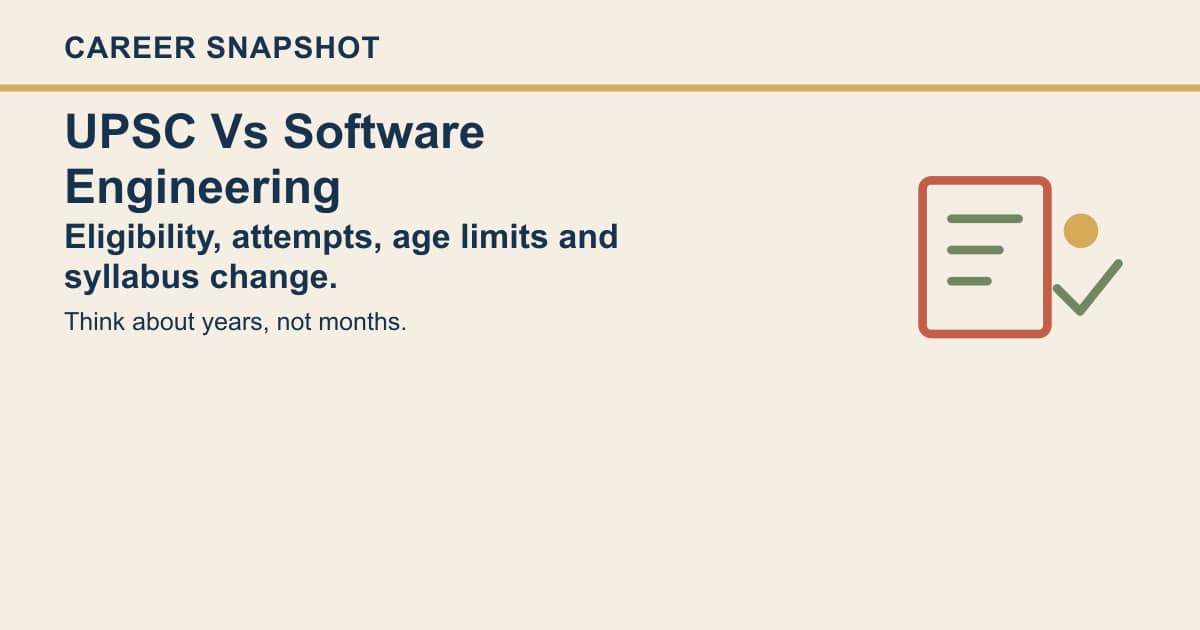 CAREER SNAPSHOT
UPSC Vs Software
Engineering
Eligibility, attempts, age limits and
syllabus change.
Think about years, not months.